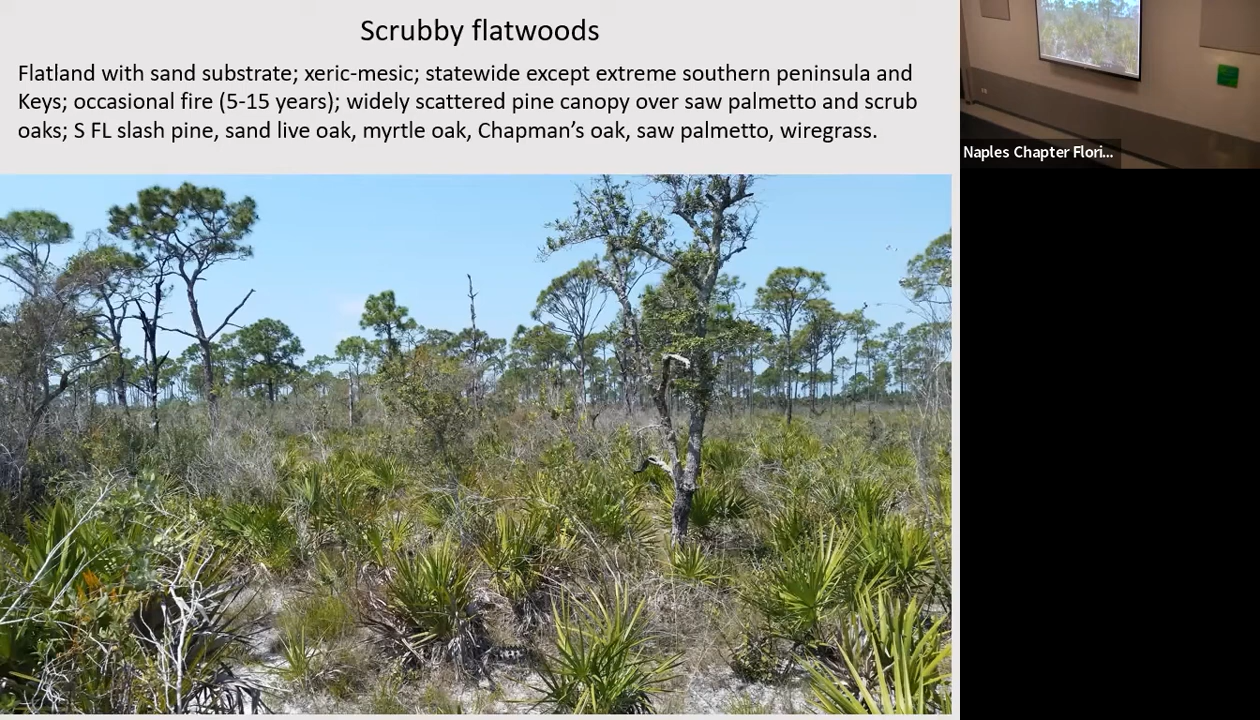 Scrubby flatwoods
Flatland with sand substrate; xeric-mesic; statewide except extreme southern peninsula and
Keys; occasional fire (5-15 years); widely scattered pine canopy over saw palmetto and scrub
oaks; S FL slash pine, sand live oak, myrtle oak, Chapman’s oak, saw palmetto, wiregrass.
Naples Chapter Flori...